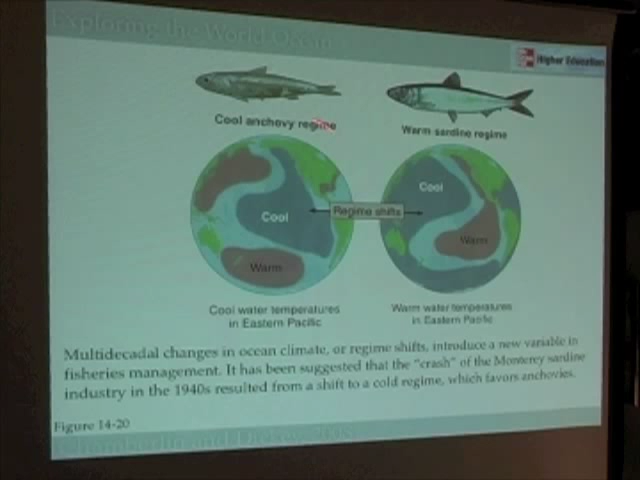 Exploring the World Ocean
Higher Education
Cool anchovy regime
Warm sardine regime
Cool
Cool
Regime shifts
Warm
Warm
Cool water temperatures
in Eastern Pacific
Warm water temperatures
in Eastern Pacific
Multidecadal changes in ocean climate, or regime shifts, introduce a new variable in
fisheries management. It has been suggested that the "crash" of the Monterey sardine
industry in the 1940s resulted from a shift to a cold regime, which favors anchovies.
Figure 14-20
Chamberlin and Dickey